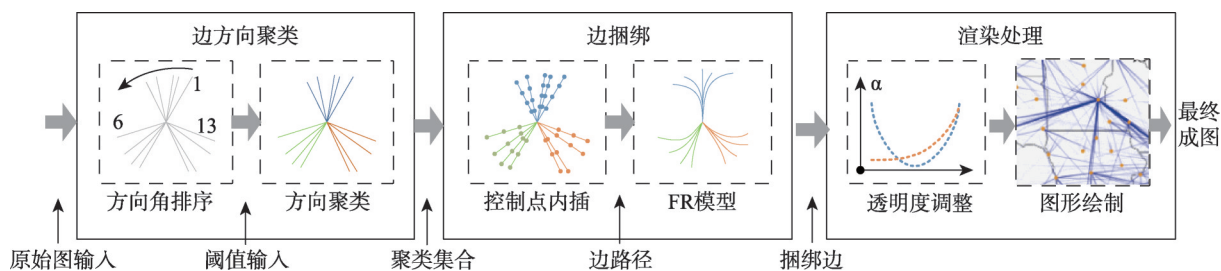 边方向聚类
边捆绑
渲染处理
1
6
13
α
最终
成图
方向角排序
方向聚类
控制点内插
FR模型
透明度调整
图形绘制
原始图输入
阈值输入
聚类集合
边路径
捆绑边